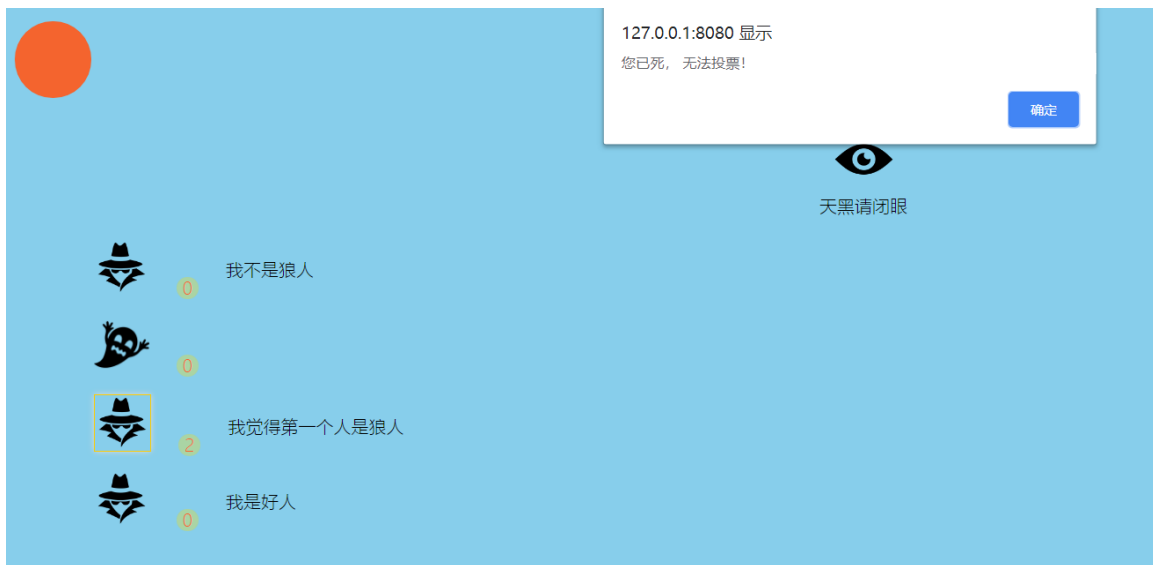 127.0.0.1:8080 显示
您已死， 无法投票！
确定
天黑请闭眼
我不是狼人
0
0
我觉得第一个人是狼人
2
我是好人
0